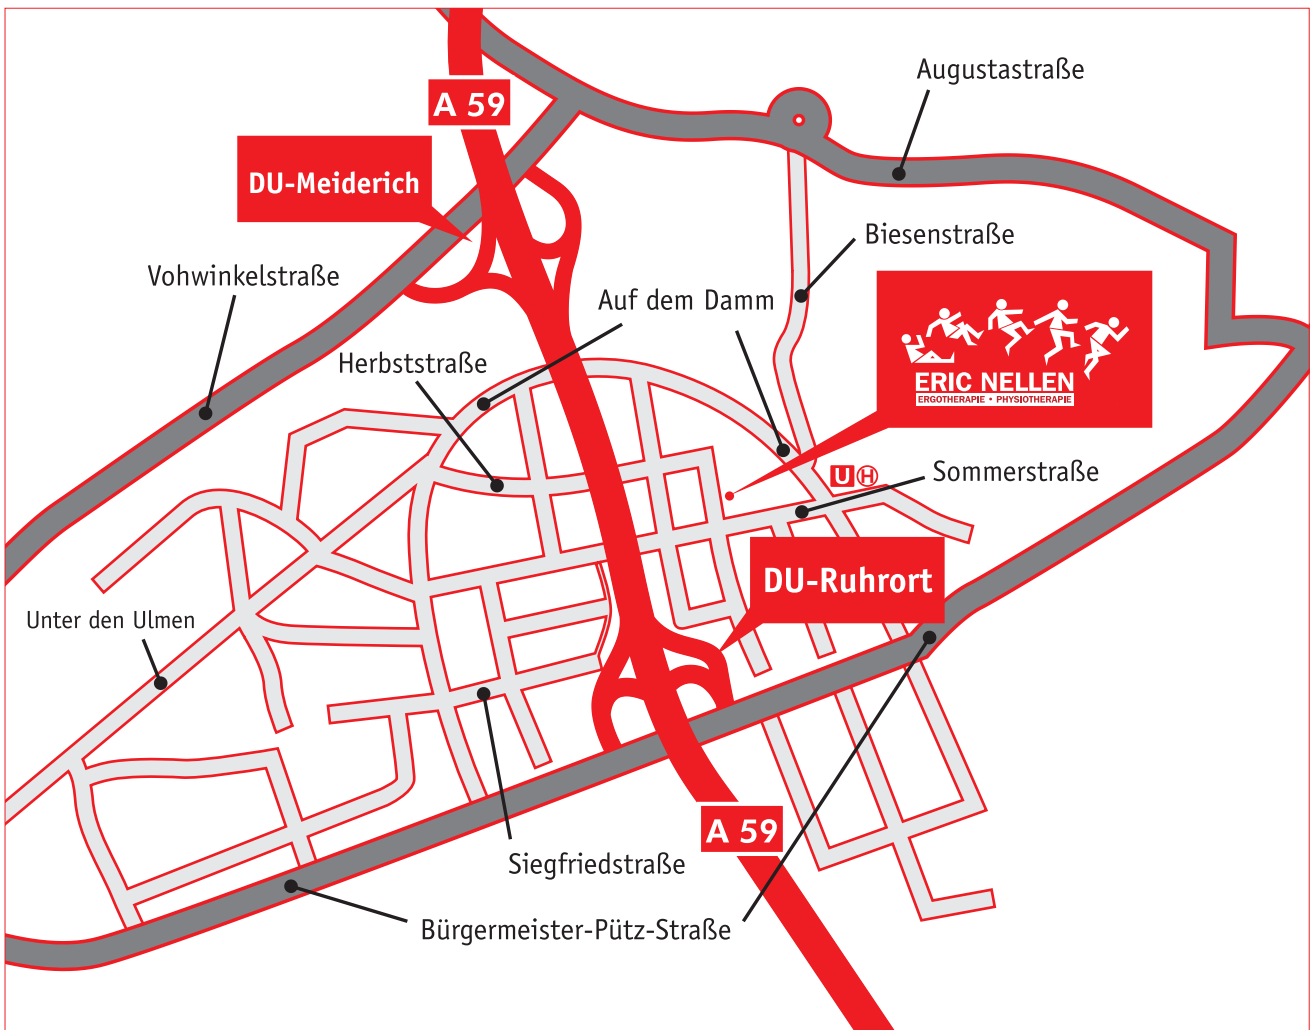 Augustastraße
A 59
DU-Meiderich
Biesenstraße
Vohwinkelstraße
Auf dem Damm
Herbststraße
ERIC NELLEN
ERGOTHERAPIE • PHYSIOTHERAPIE
U H
Sommerstraße
DU-Ruhrort
Unter den Ulmen
A 59
Siegfriedstraße
Bürgermeister-Pütz-Straße